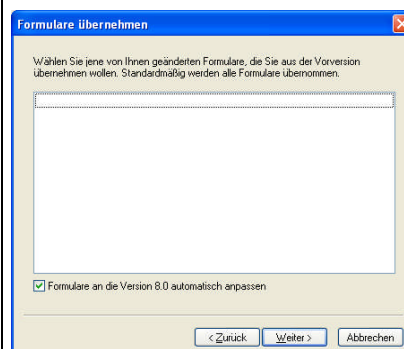 Formulare übernehmen
Wählen Sie jene von Ihnen geänderten Formulare, die Sie aus der Vorversion
übernehmen wollen. Standardmäßig werden alle Formulare übernommen.
Formulare an die Version 8.0 automatisch anpassen
< Zurück Weiter > Abbrechen